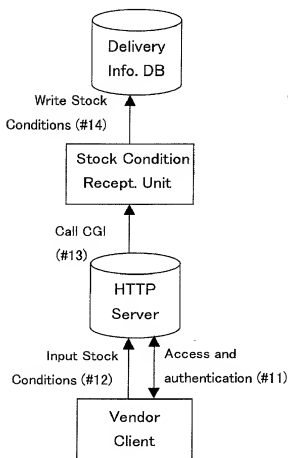 Delivery
Info. DB
Write Stock
Conditions (#14)
Stock Condition
Recept. Unit
Call CGI
(#13)
HTTP
Server
Input Stock
Conditions (#12)
Access and
authentication (#11)
Vendor
Client